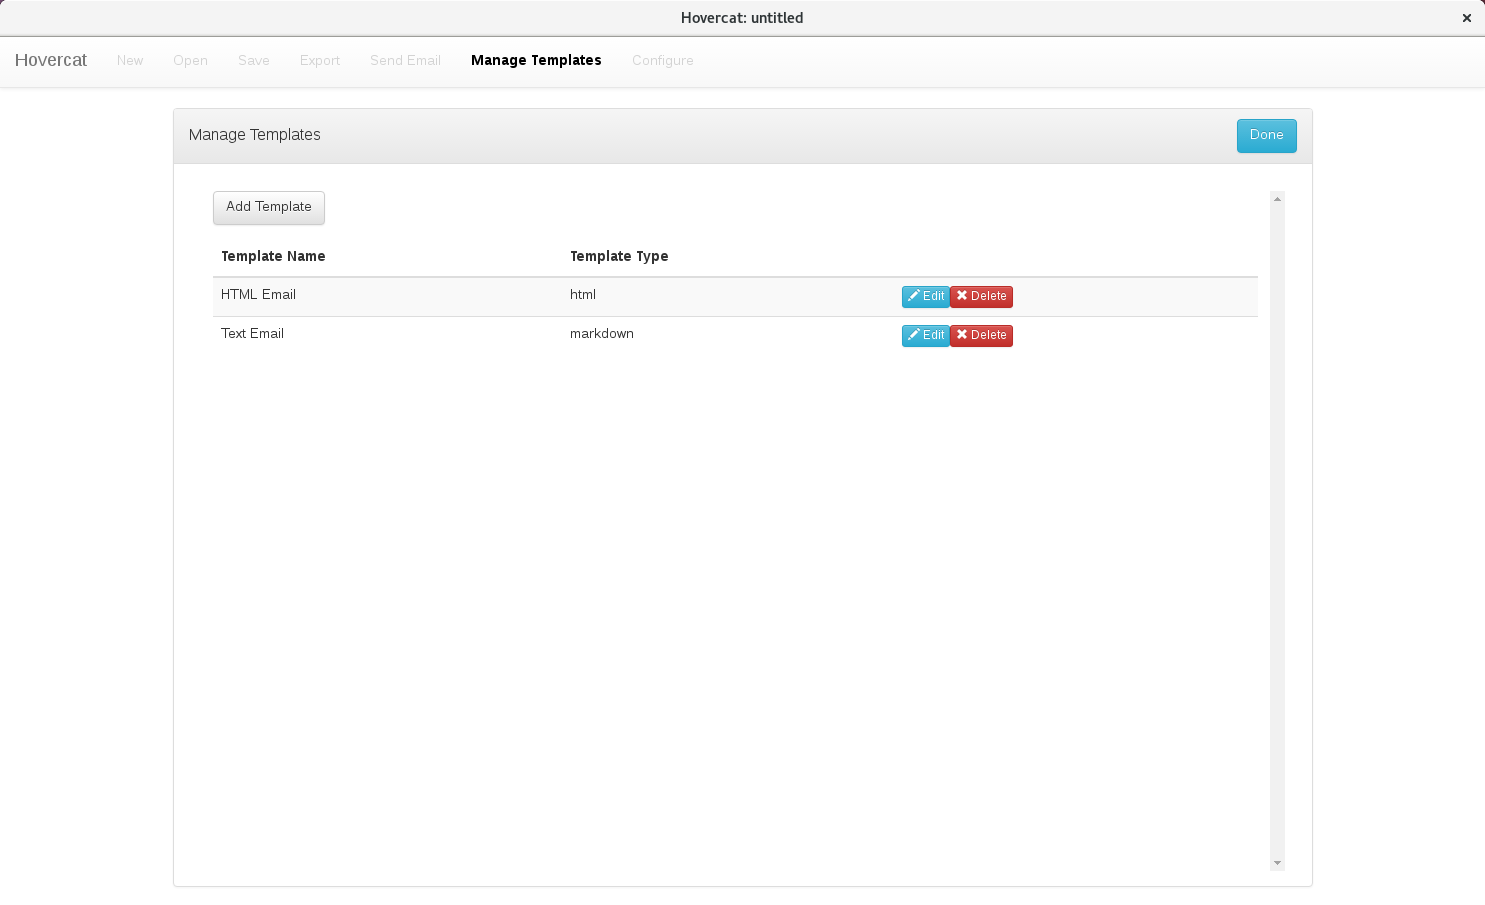 Hovercat: untitled
Hovercat New Open Save Export Send Email Manage Templates Configure
Manage Templates Done
Add Template
Template Name Template Type
HTML Email html Edit Delete
Text Email markdown Edit Delete